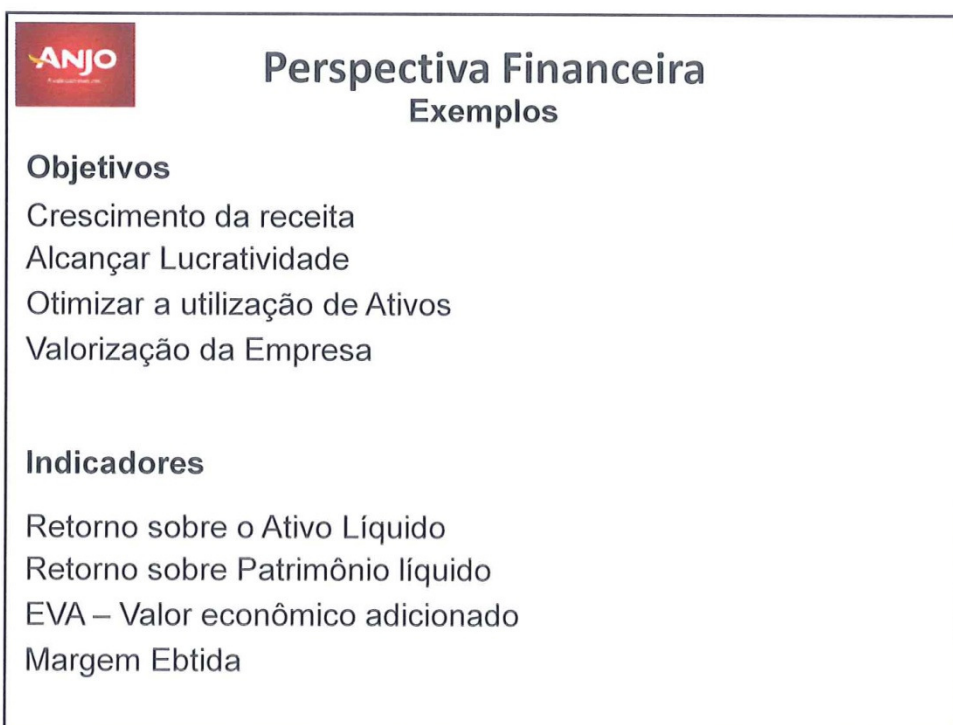 ANJO
Perspectiva Financeira
Exemplos
Objetivos
Crescimento da receita
Alcançar Lucratividade
Otimizar a utilização de Ativos
Valorização da Empresa
Indicadores
Retorno sobre o Ativo Líquido
Retorno sobre Patrimônio líquido
EVA – Valor econômico adicionado
Margem Ebtida